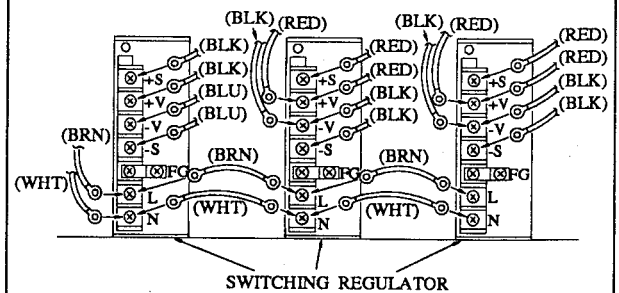 (BLK) (RED) (BLK) (RED)
(BLK) (RED) (RED)
+S +S +S
(BLK) (RED) (RED)
+V +V +V
(BLU) (BLK) (BLK)
-V -V -V
(BLU) (BLK) (BLK)
-S -S -S
(BRN) (BRN) (BRN)
FG FG FG
(WHT)
L L L
(WHT) (WHT)
N N N
SWITCHING REGULATOR